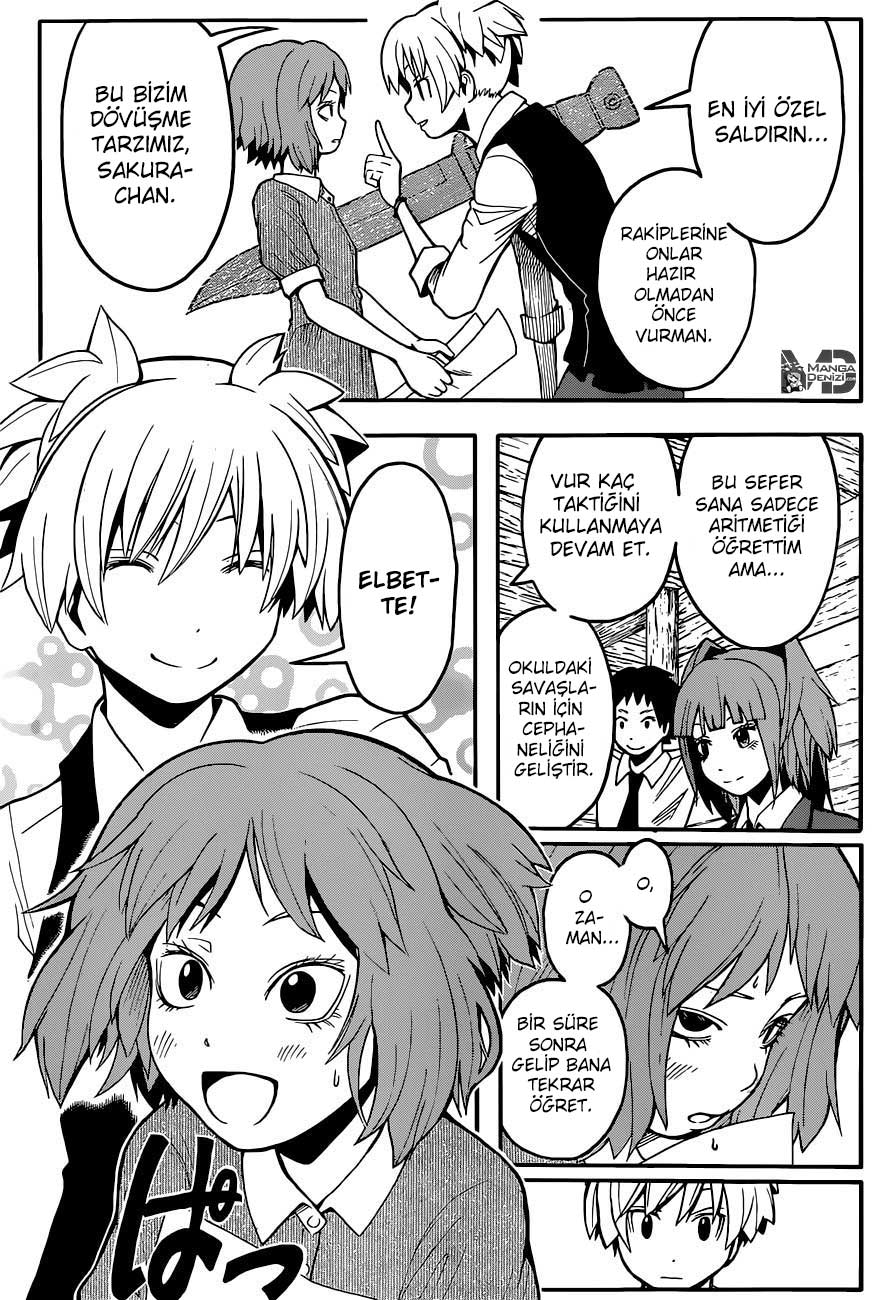 EN İYİ ÖZEL
SALDIRIN...
RAKİPLERİNE
ONLAR
HAZIR
OLMADAN
ÖNCE
VURMAN.
BU BİZİM
DÖVÜŞME
TARZIMIZ,
SAKURA-
CHAN.
MANGA
DENİZİ.com
BU SEFER
SANA SADECE
ARİTMETİĞİ
ÖĞRETTİM
AMA...
VUR KAÇ
TAKTİĞİNİ
KULLANMAYA
DEVAM ET.
OKULDAKİ
SAVAŞLA-
RIN İÇİN
CEPHA-
NELİĞİNİ
GELİŞTİR.
O,
O
ZA-
MAN...
BİR SÜRE
SONRA
GELİP BANA
TEKRAR
ÖĞRET.
ELBET-
TE!
ぱっ